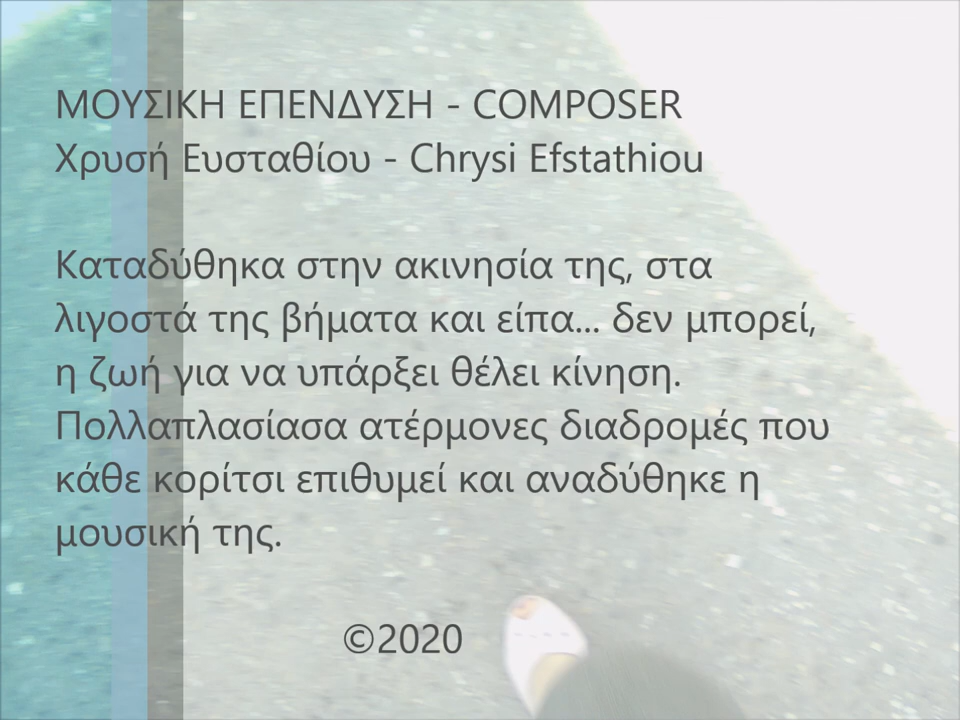 ΜΟΥΣΙΚΗ ΕΠΕΝΔΥΣΗ - COMPOSER
Χρυσή Ευσταθίου - Chrysi Efstathiou
Καταδύθηκα στην ακινησία της, στα
λιγοστά της βήματα και είπα... δεν μπορεί,
η ζωή για να υπάρξει θέλει κίνηση.
Πολλαπλασίασα ατέρμονες διαδρομές που
κάθε κορίτσι επιθυμεί και αναδύθηκε η
μουσική της.
©2020